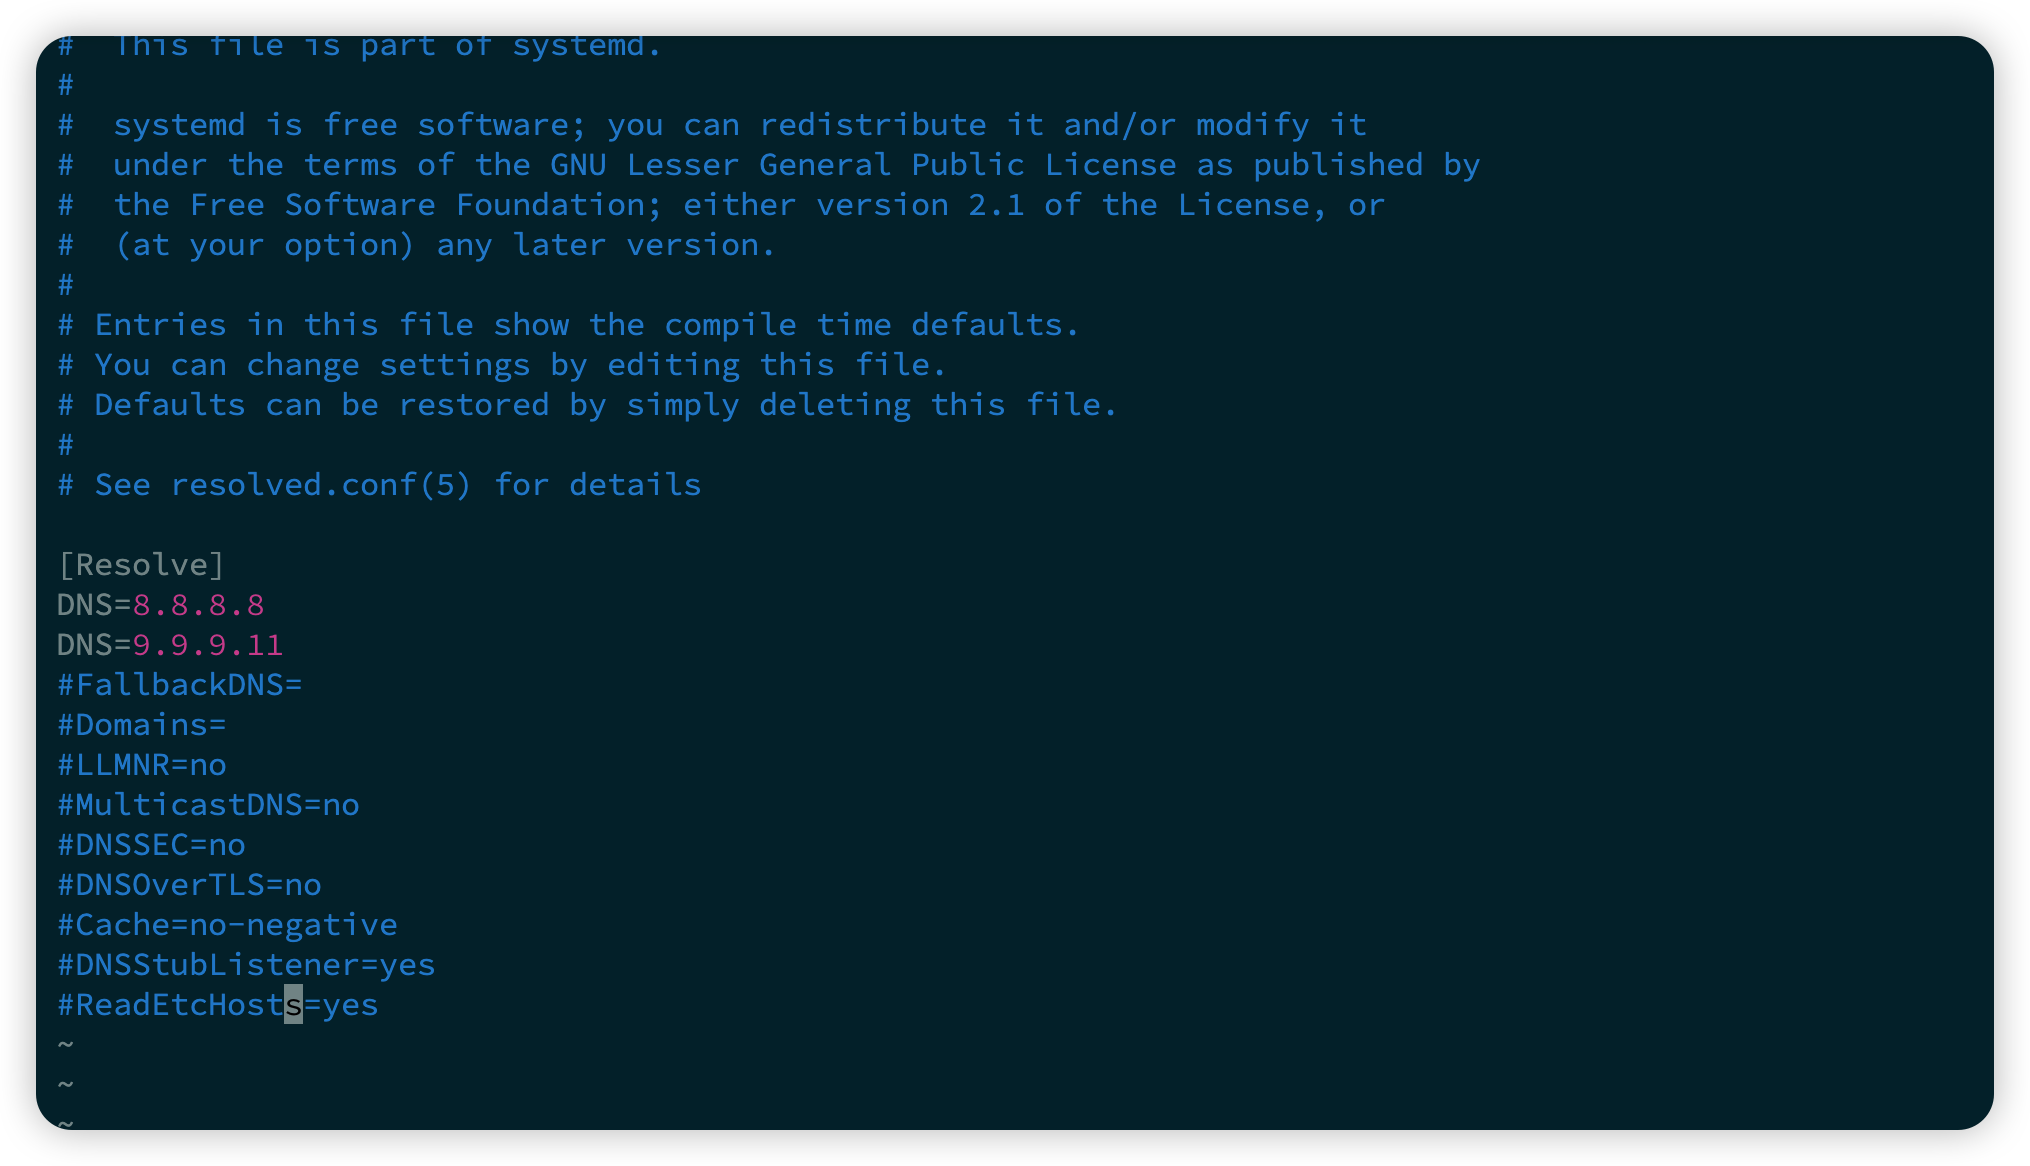 #  This file is part of systemd.
#
#  systemd is free software; you can redistribute it and/or modify it
#  under the terms of the GNU Lesser General Public License as published by
#  the Free Software Foundation; either version 2.1 of the License, or
#  (at your option) any later version.
#
# Entries in this file show the compile time defaults.
# You can change settings by editing this file.
# Defaults can be restored by simply deleting this file.
#
# See resolved.conf(5) for details

[Resolve]
DNS=8.8.8.8
DNS=9.9.9.11
#FallbackDNS=
#Domains=
#LLMNR=no
#MulticastDNS=no
#DNSSEC=no
#DNSOverTLS=no
#Cache=no-negative
#DNSStubListener=yes
#ReadEtcHosts=yes
~
~
~